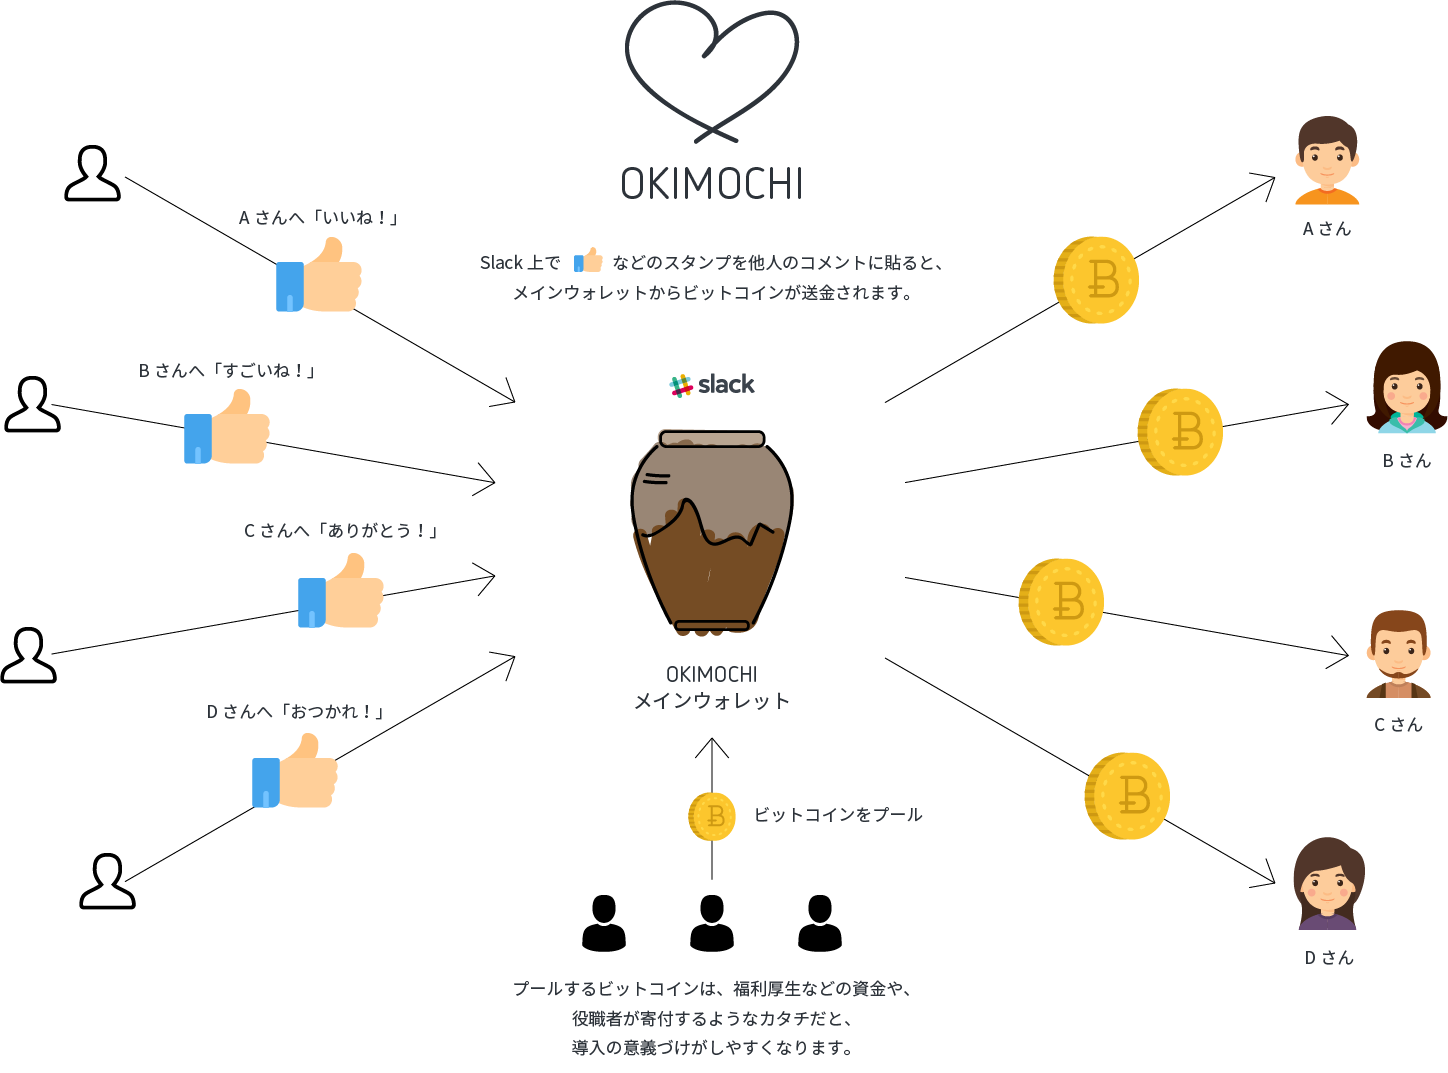 OKIMOCHI
Slack 上で などのスタンプを他人のコメントに貼ると、
メインウォレットからビットコインが送金されます。
A さんへ「いいね！」
B さんへ「すごいね！」
C さんへ「ありがとう！」
D さんへ「おつかれ！」
slack
OKIMOCHI
メインウォレット
ビットコインをプール
プールするビットコインは、福利厚生などの資金や、
役職者が寄付するようなカタチだと、
導入の意義づけがしやすくなります。
A さん
B さん
C さん
D さん